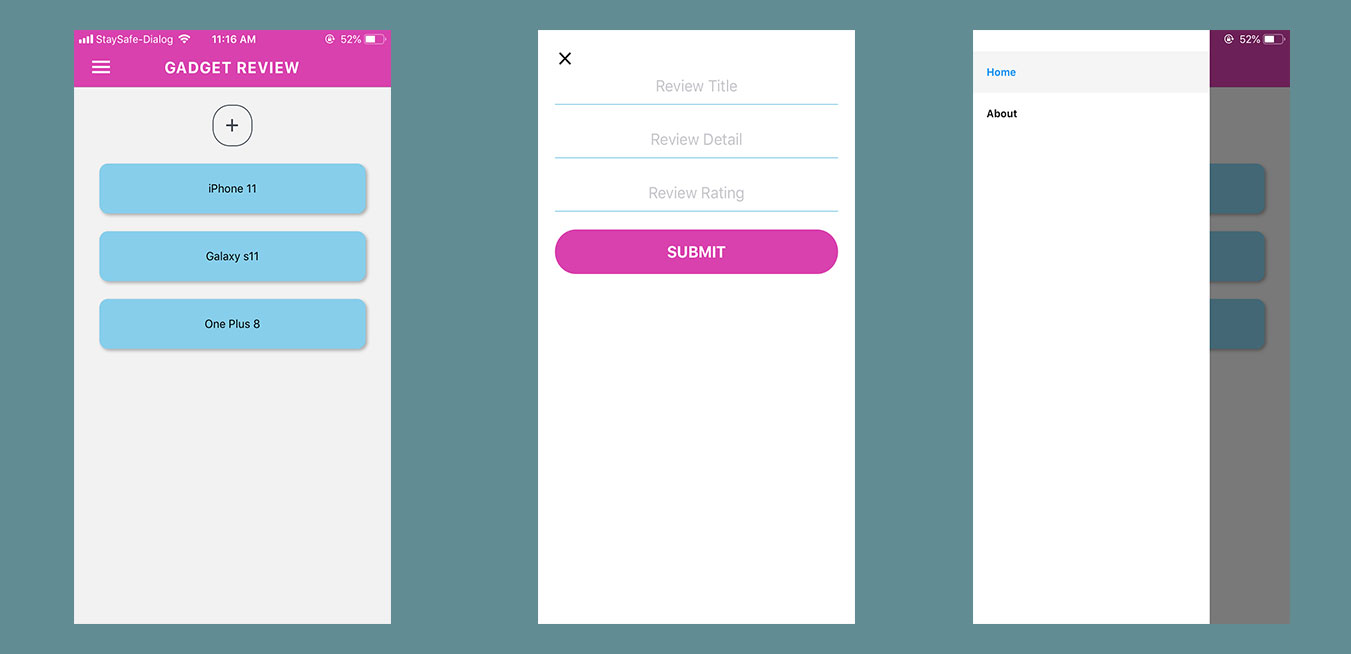 StaySafe-Dialog 11:16 AM 52%
GADGET REVIEW
+
iPhone 11
Galaxy s11
One Plus 8
Review Title
Review Detail
Review Rating
SUBMIT
52%
Home
About